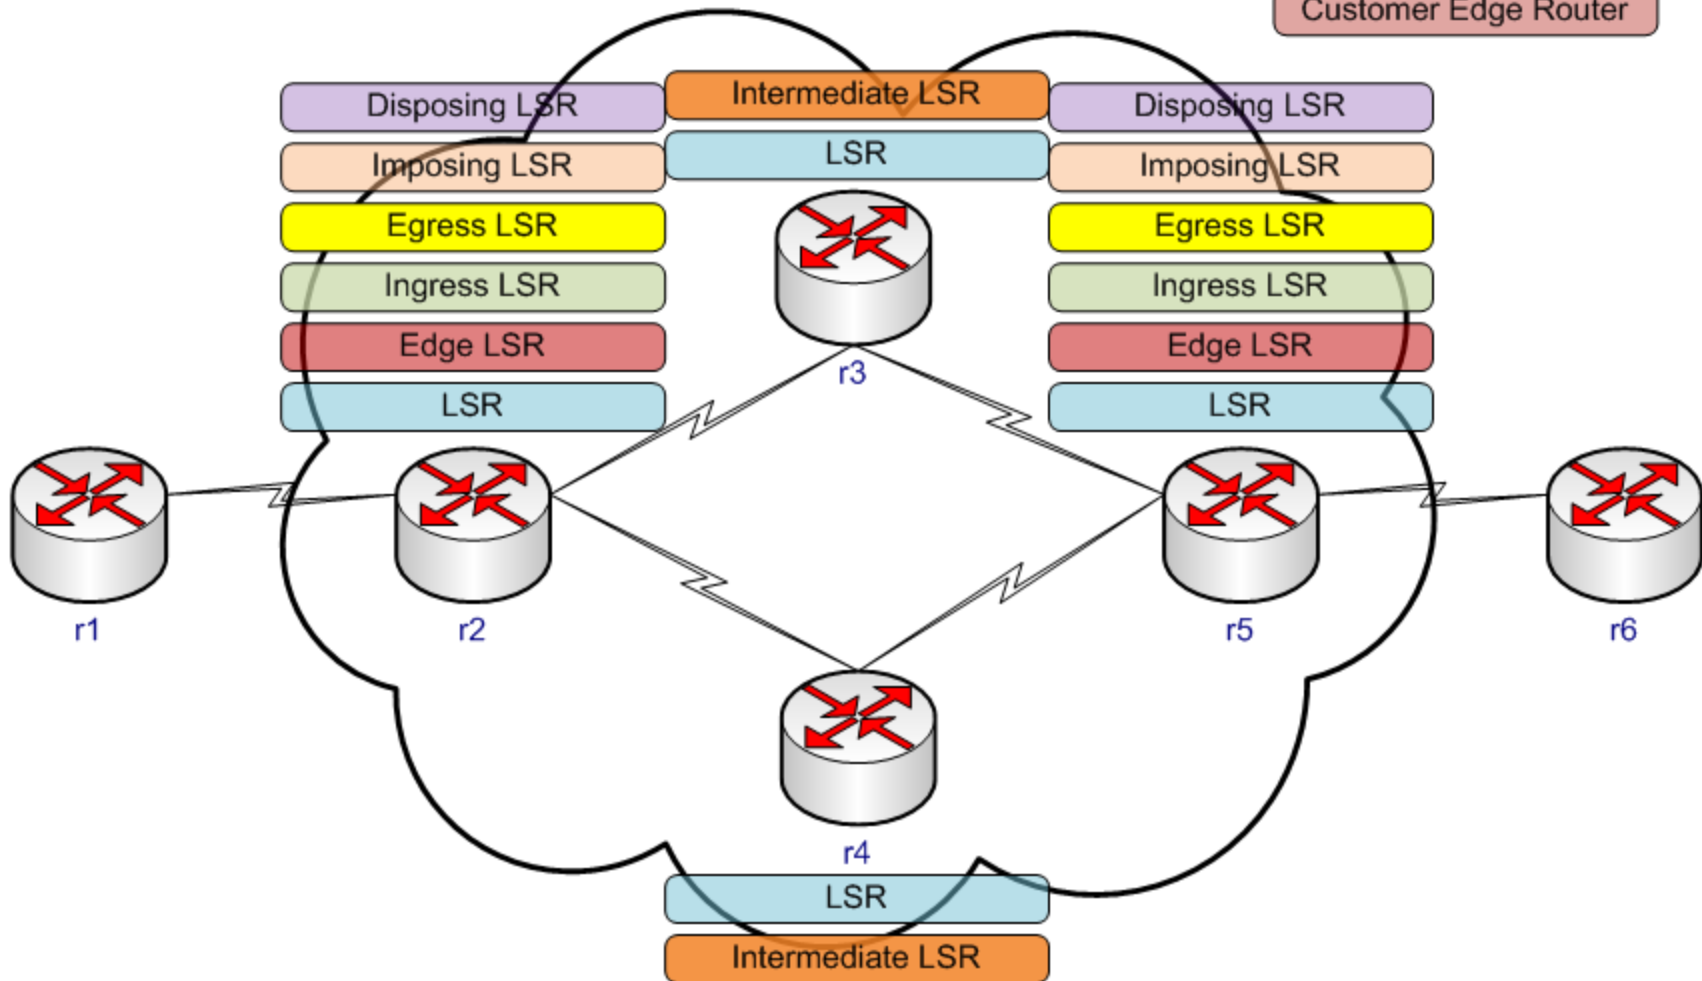 Customer Edge Router
Disposing LSR
Imposing LSR
Egress LSR
Ingress LSR
Edge LSR
LSR
Intermediate LSR
LSR
Disposing LSR
Imposing LSR
Egress LSR
Ingress LSR
Edge LSR
LSR
r3
r1
r2
r5
r6
r4
LSR
Intermediate LSR